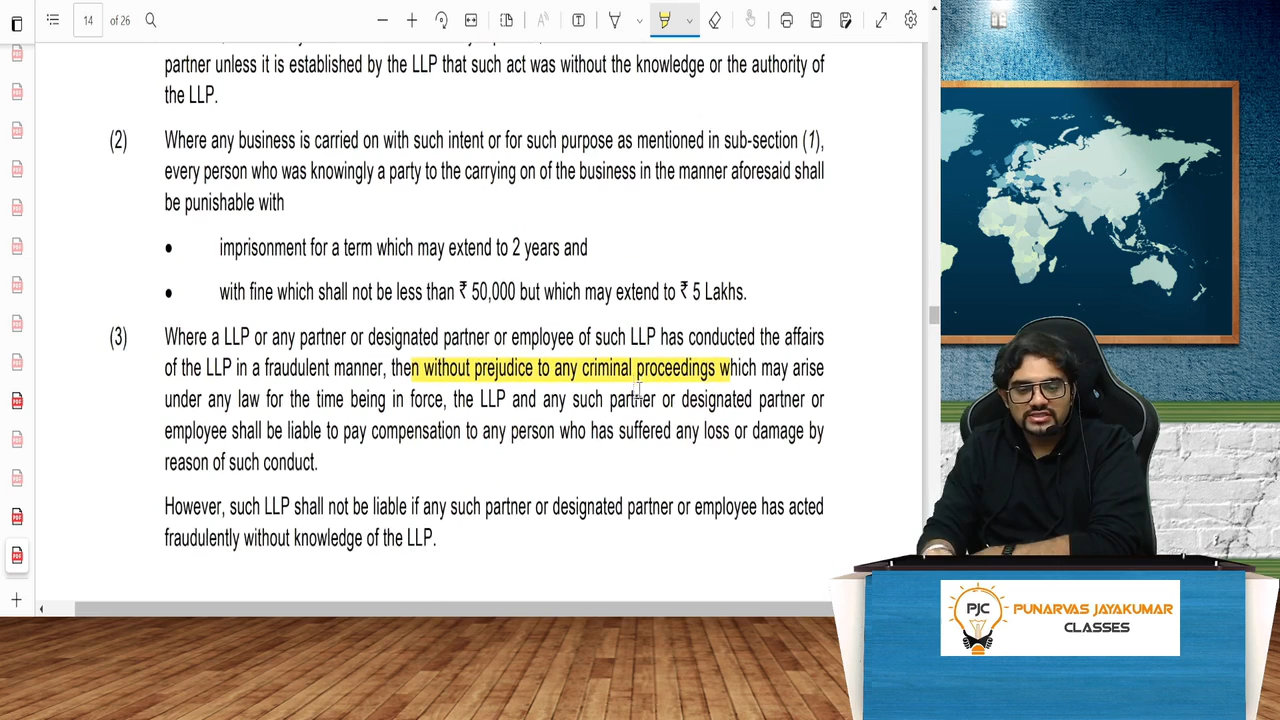 14 of 26
partner unless it is established by the LLP that such act was without the knowledge or the authority of
the LLP.
(2) Where any business is carried on with such intent or for such purpose as mentioned in sub-section (1),
every person who was knowingly a party to the carrying on of the business in the manner aforesaid shall
be punishable with
• imprisonment for a term which may extend to 2 years and
• with fine which shall not be less than ₹ 50,000 but which may extend to ₹ 5 Lakhs.
(3) Where a LLP or any partner or designated partner or employee of such LLP has conducted the affairs
of the LLP in a fraudulent manner, then without prejudice to any criminal proceedings which may arise
under any law for the time being in force, the LLP and any such partner or designated partner or
employee shall be liable to pay compensation to any person who has suffered any loss or damage by
reason of such conduct.
However, such LLP shall not be liable if any such partner or designated partner or employee has acted
fraudulently without knowledge of the LLP.
PJC
PUNARVAS JAYAKUMAR
CLASSES